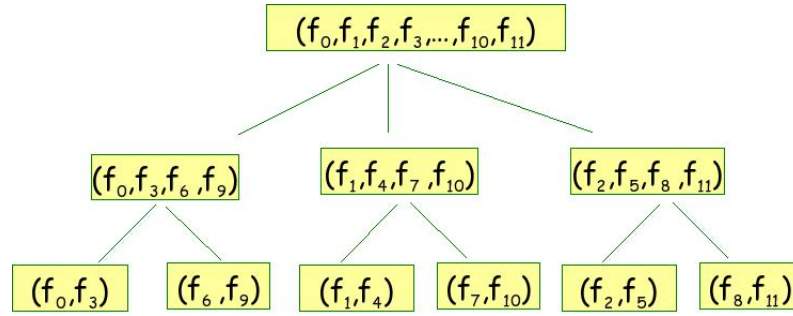 (f₀,f₁,f₂,f₃,...,f₁₀,f₁₁)
(f₀,f₃,f₆ ,f₉) (f₁,f₄,f₇ ,f₁₀) (f₂,f₅,f₈ ,f₁₁)
(f₀,f₃) (f₆ ,f₉) (f₁,f₄) (f₇,f₁₀) (f₂,f₅) (f₈,f₁₁)